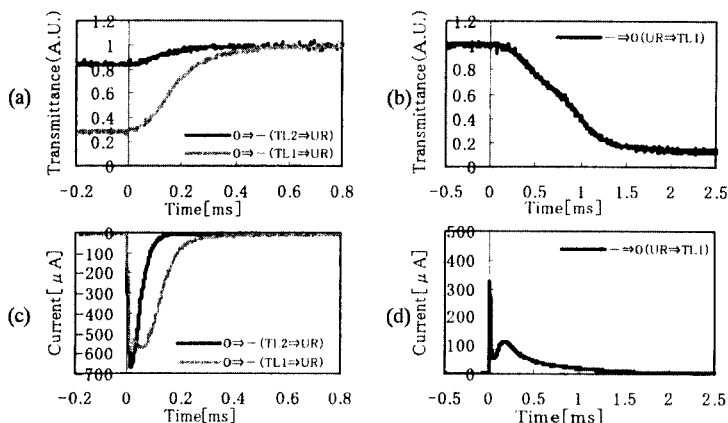 (a)
Transmittance(A.U.)
1.2
1
0.8
0.6
0.4
0.2
0
0⇒−(TL2⇒UR)
0⇒−(TL1⇒UR)
-0.2 0 0.2 0.4 0.6 0.8
Time[ms]
(b)
Transmittance(A.U.)
1.2
1
0.8
0.6
0.4
0.2
0
−⇒0(UR⇒TL1)
-0.5 0 0.5 1 1.5 2 2.5
Time[ms]
(c)
Current[μA]
0
-100
-200
-300
-400
-500
-600
700
0⇒−(TL2⇒UR)
0⇒−(TL1⇒UR)
-0.2 0 0.2 0.4 0.6 0.8
Time[ms]
(d)
Current[μA]
500
400
300
200
100
0
−⇒0(UR⇒TL1)
-0.5 0 0.5 1 1.5 2 2.5
Time[ms]